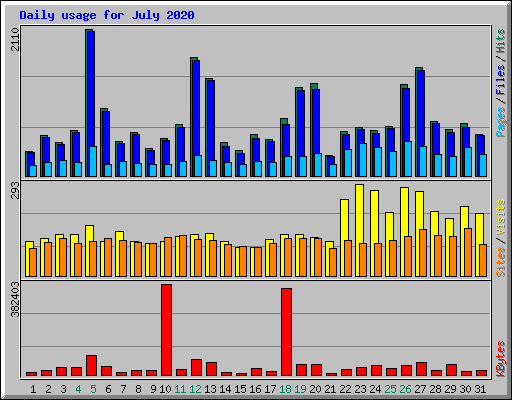 Daily usage for July 2020
2110
Pages / Files / Hits
293
Sites / Visits
382403
KBytes
1 2 3 4 5 6 7 8 9 10 11 12 13 14 15 16 17 18 19 20 21 22 23 24 25 26 27 28 29 30 31